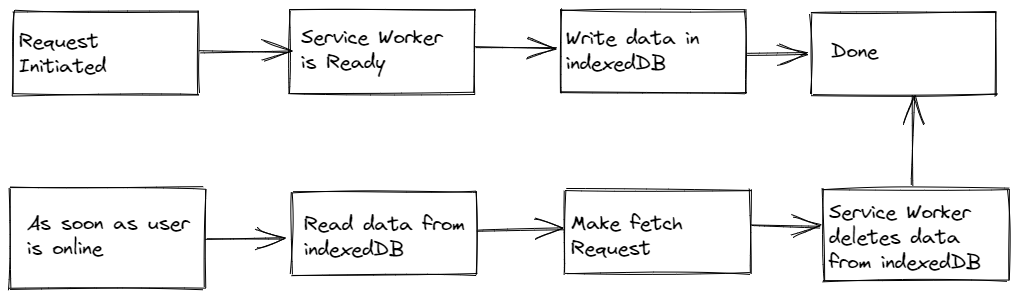 Request
Initiated
Service Worker
is Ready
Write data in
indexedDB
Done
As soon as user
is online
Read data from
indexedDB
Make fetch
Request
Service Worker
deletes data
from indexedDB